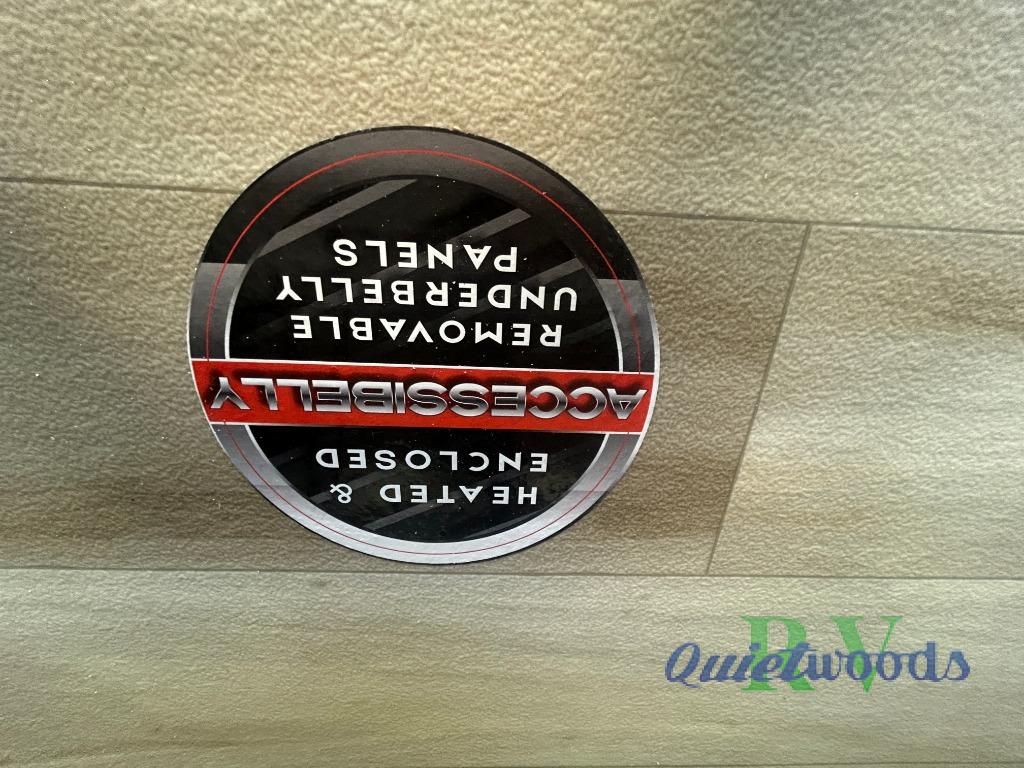 HEATED &
ENCLOSED
ACCESSIBELLY
REMOVABLE
UNDERBELLY
PANELS
Quietwoods
RV